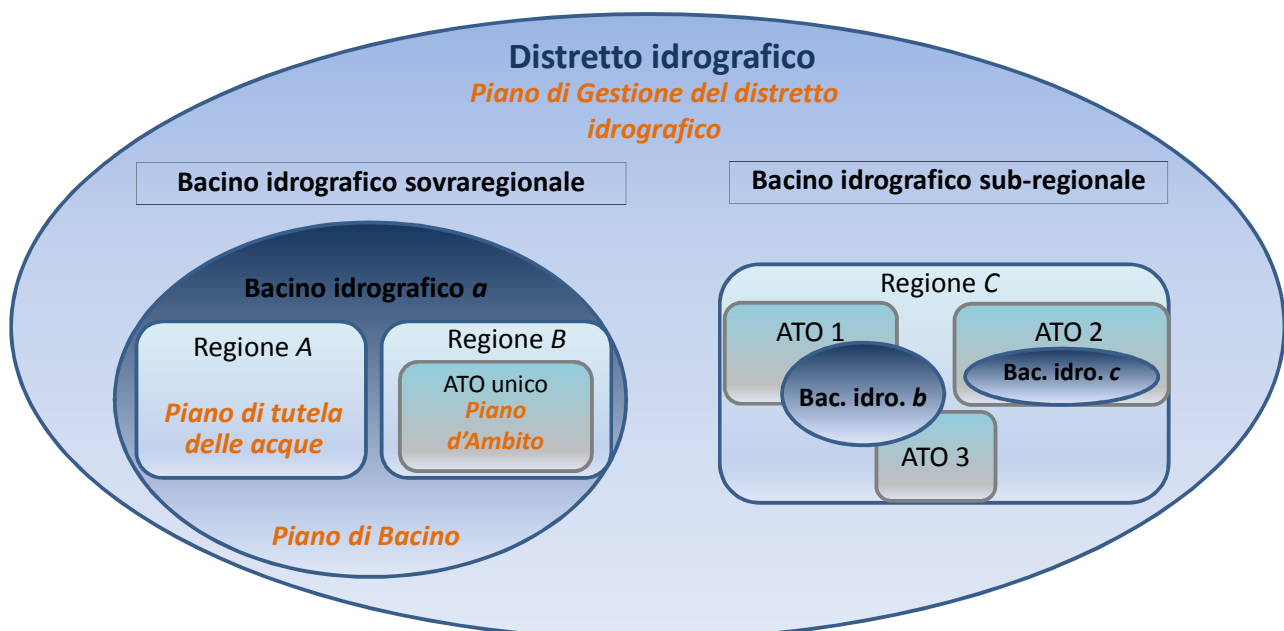 Distretto idrografico
Piano di Gestione del distretto
idrografico
Bacino idrografico sovraregionale
Bacino idrografico a
Regione A
Piano di tutela
delle acque
Regione B
ATO unico
Piano
d’Ambito
Piano di Bacino
Bacino idrografico sub-regionale
Regione C
ATO 1
ATO 2
Bac. idro. c
Bac. idro. b
ATO 3